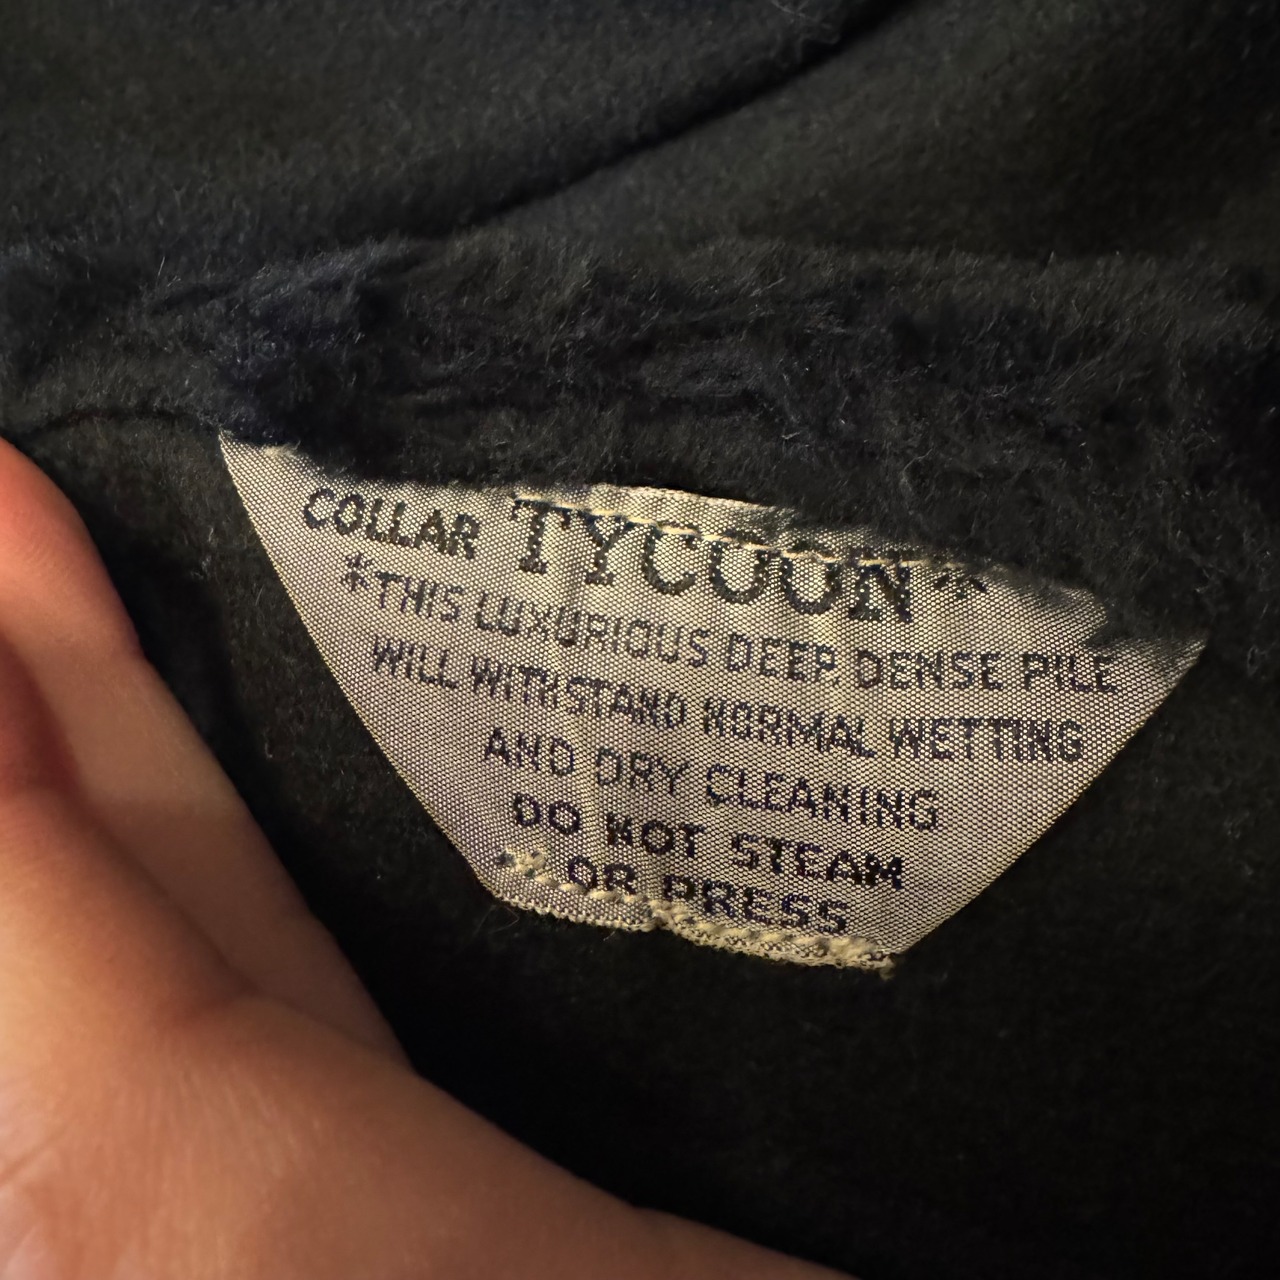 COLLAR TYCOON*
*THIS LUXURIOUS DEEP, DENSE PILE
WILL WITHSTAND NORMAL WETTING
AND DRY CLEANING
DO NOT STEAM
OR PRESS